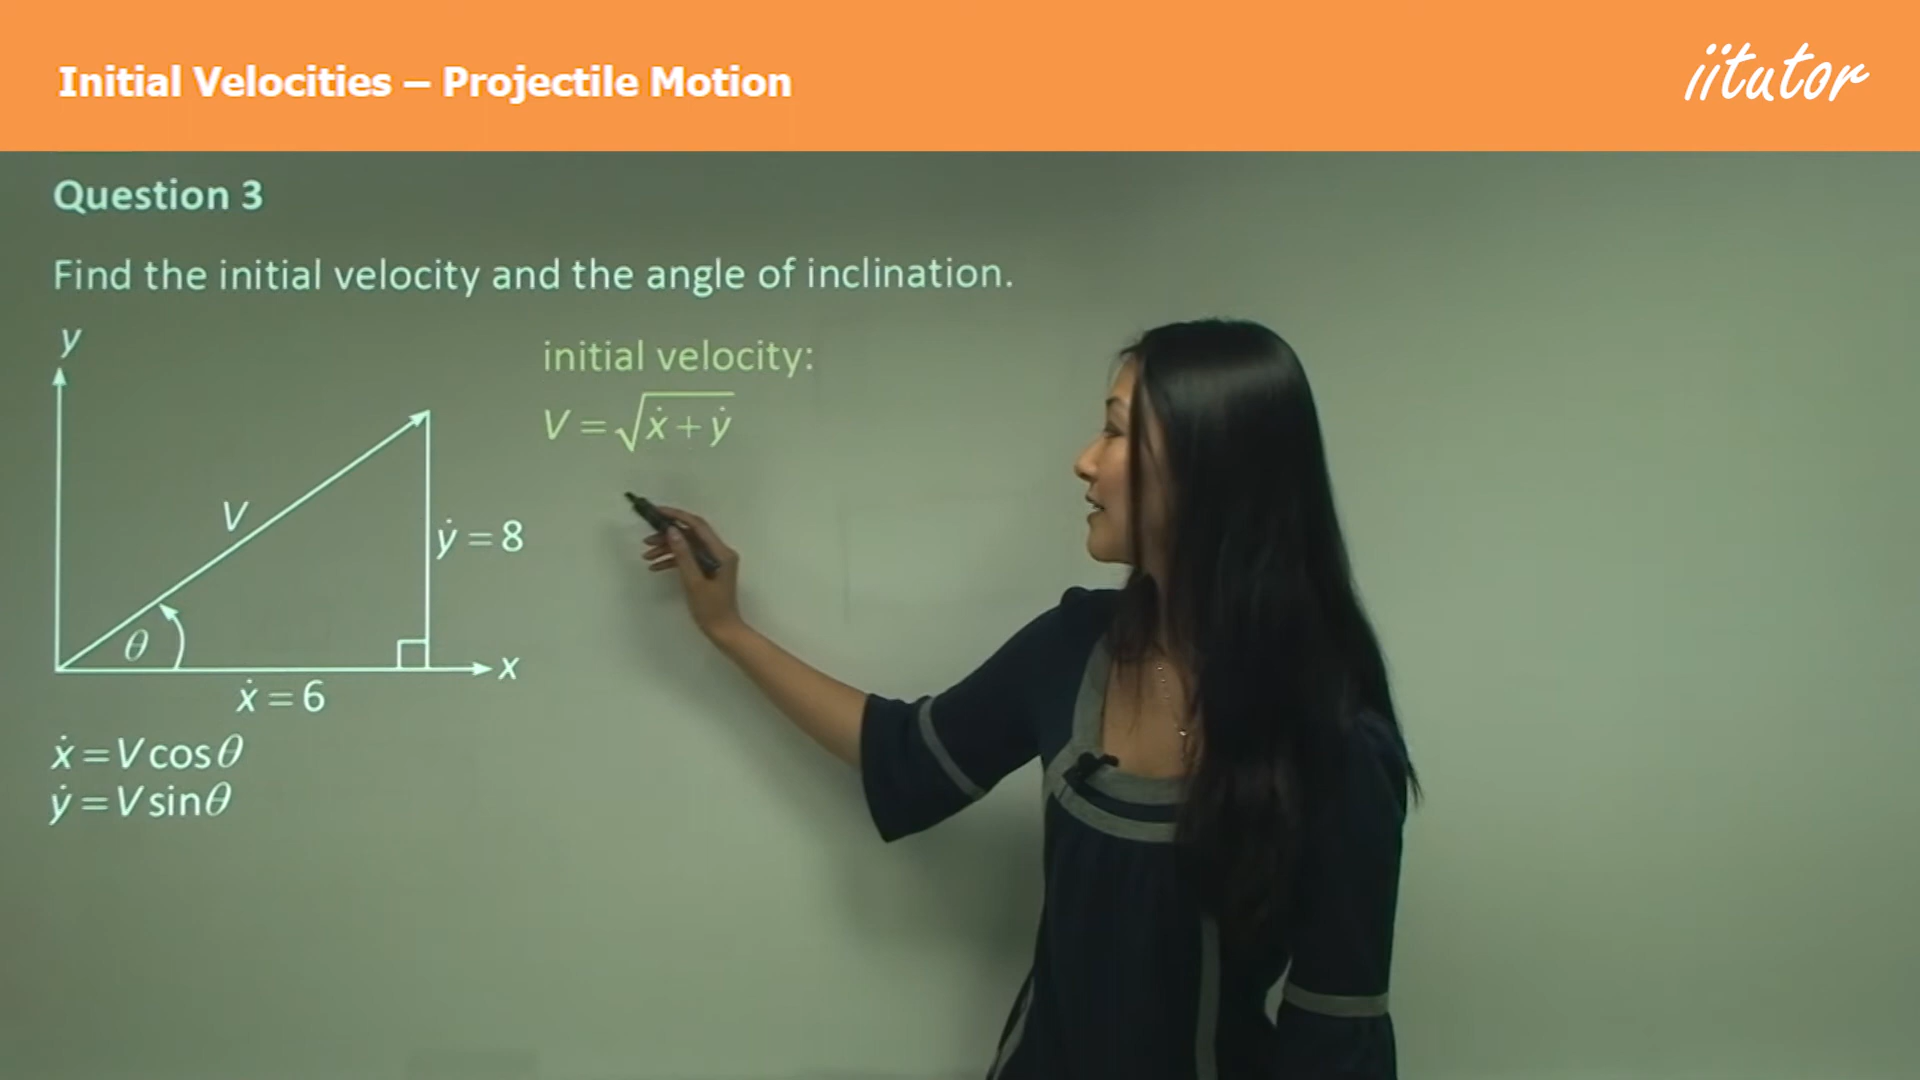 Initial Velocities – Projectile Motion
iitutor
Question 3
Find the initial velocity and the angle of inclination.
y
initial velocity:
V = √(ẋ + ẏ)
V
ẏ = 8
θ
x
ẋ = 6
ẋ = V cos θ
ẏ = V sin θ